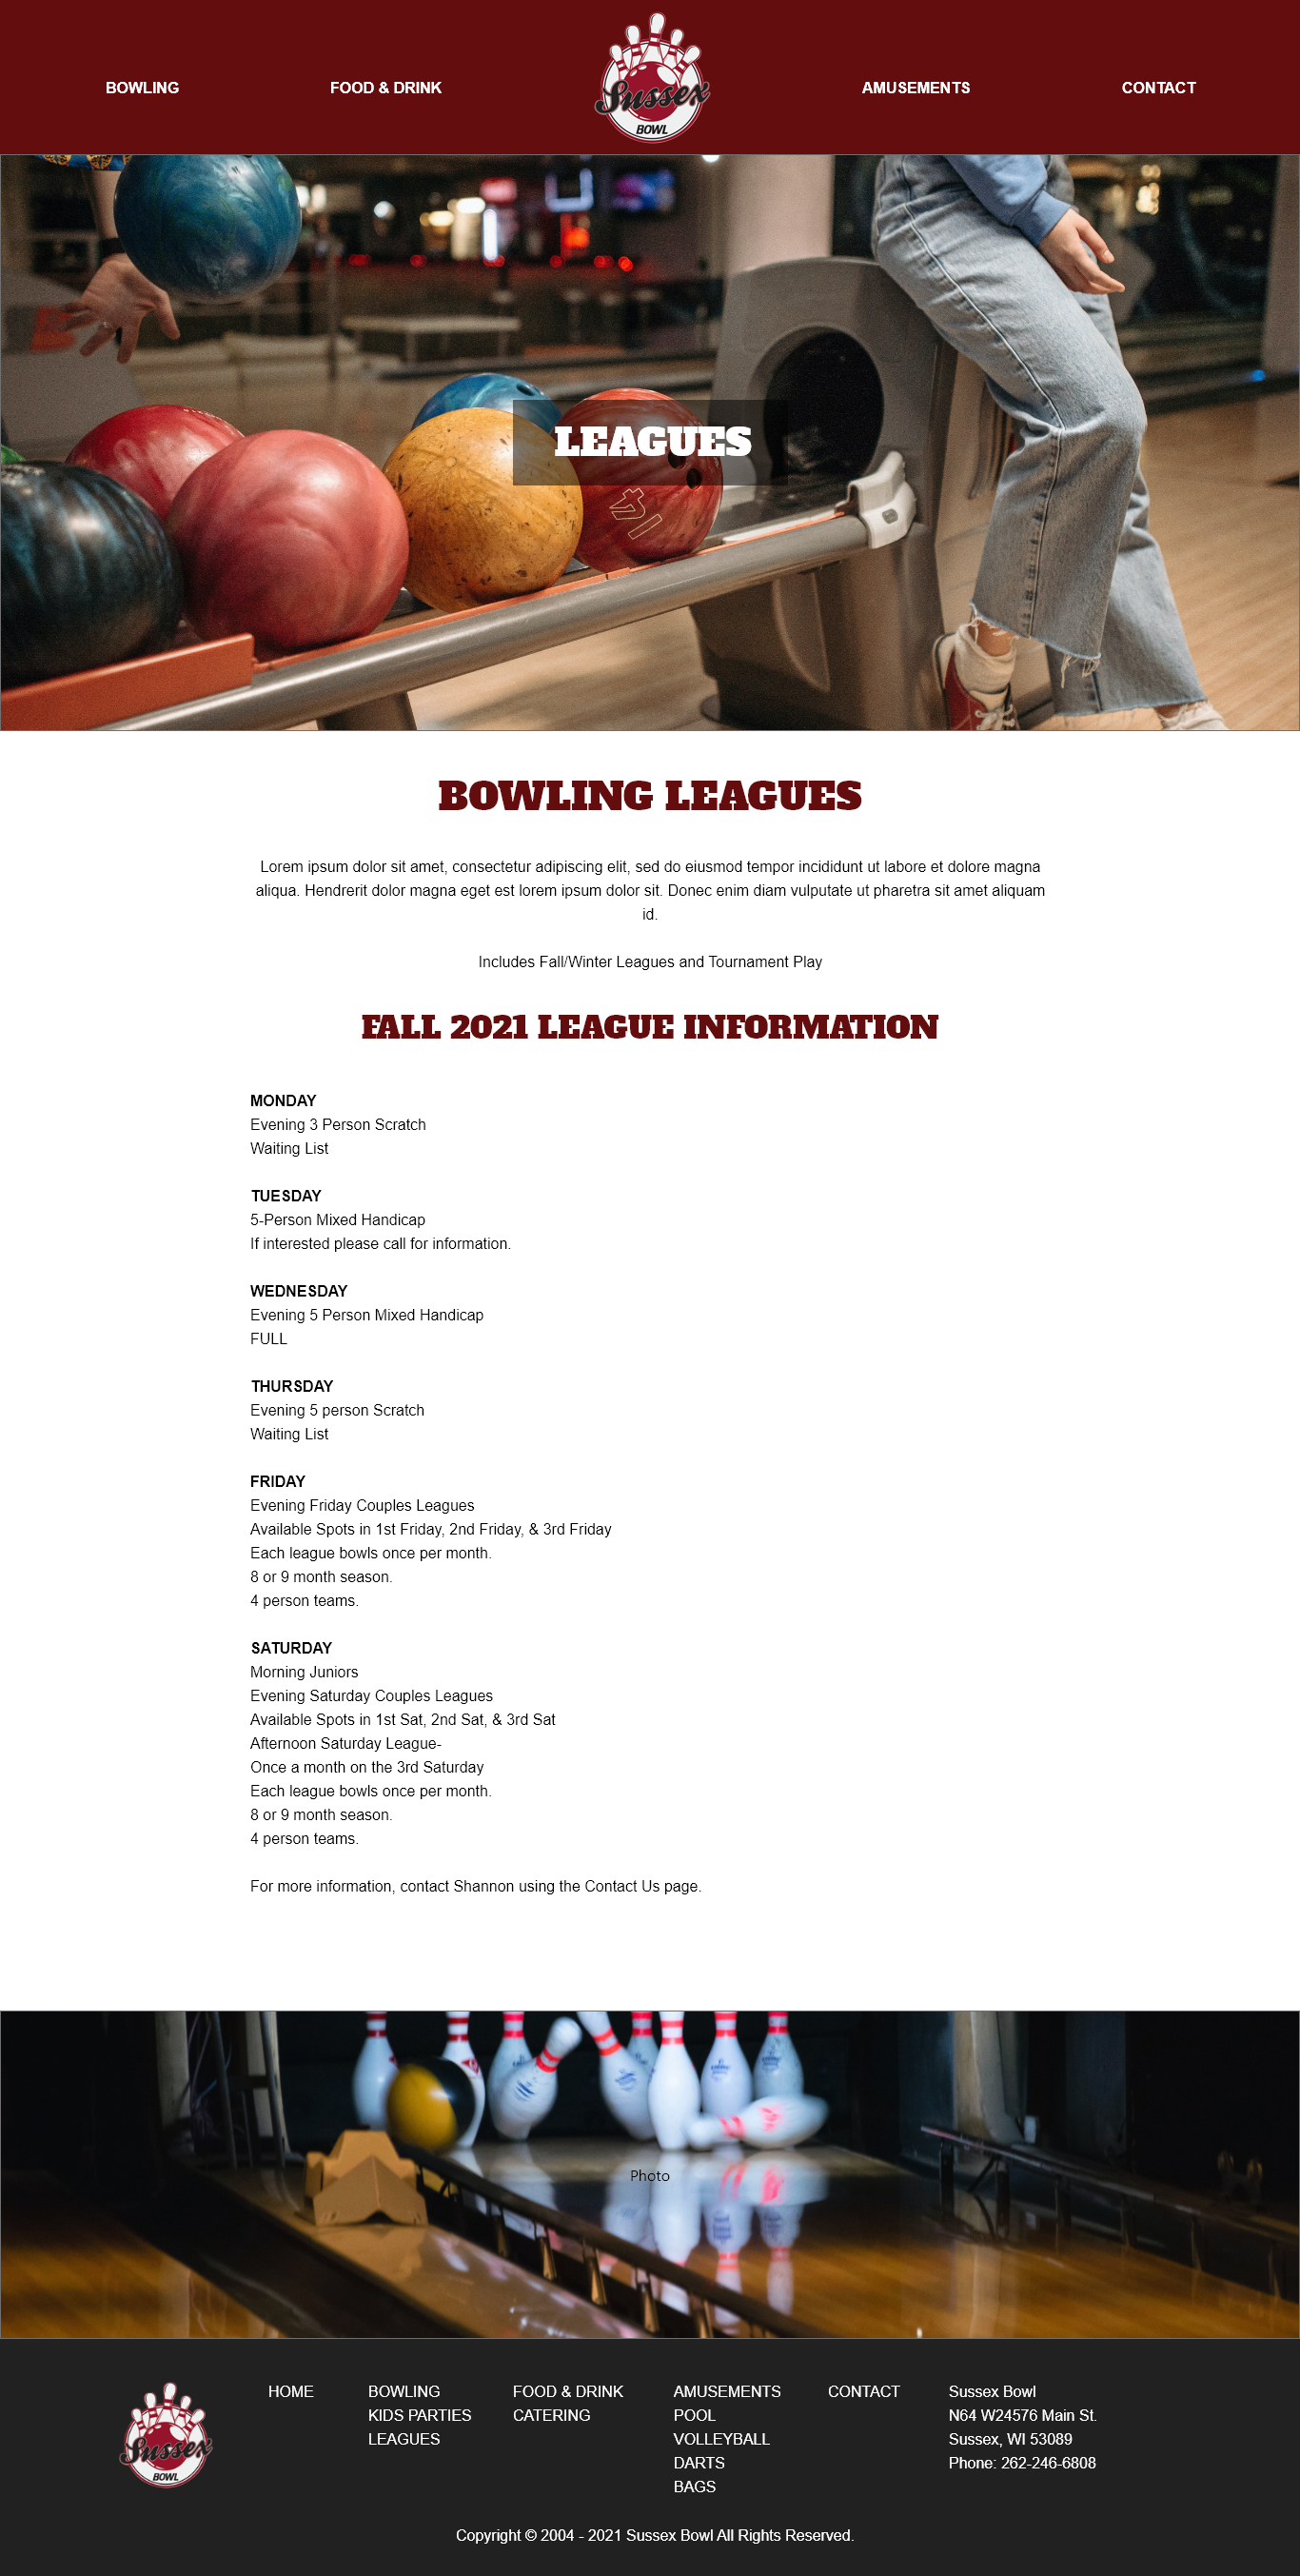 BOWLING
FOOD & DRINK
Sussex
BOWL
AMUSEMENTS
CONTACT
LEAGUES
BOWLING LEAGUES
Lorem ipsum dolor sit amet, consectetur adipiscing elit, sed do eiusmod tempor incididunt ut labore et dolore magna
aliqua. Hendrerit dolor magna eget est lorem ipsum dolor sit. Donec enim diam vulputate ut pharetra sit amet aliquam
id.
Includes Fall/Winter Leagues and Tournament Play
FALL 2021 LEAGUE INFORMATION
MONDAY
Evening 3 Person Scratch
Waiting List
TUESDAY
5-Person Mixed Handicap
If interested please call for information.
WEDNESDAY
Evening 5 Person Mixed Handicap
FULL
THURSDAY
Evening 5 person Scratch
Waiting List
FRIDAY
Evening Friday Couples Leagues
Available Spots in 1st Friday, 2nd Friday, & 3rd Friday
Each league bowls once per month.
8 or 9 month season.
4 person teams.
SATURDAY
Morning Juniors
Evening Saturday Couples Leagues
Available Spots in 1st Sat, 2nd Sat, & 3rd Sat
Afternoon Saturday League-
Once a month on the 3rd Saturday
Each league bowls once per month.
8 or 9 month season.
4 person teams.
For more information, contact Shannon using the Contact Us page.
Photo
Sussex
BOWL
HOME
BOWLING
KIDS PARTIES
LEAGUES
FOOD & DRINK
CATERING
AMUSEMENTS
POOL
VOLLEYBALL
DARTS
BAGS
CONTACT
Sussex Bowl
N64 W24576 Main St.
Sussex, WI 53089
Phone: 262-246-6808
Copyright © 2004 - 2021 Sussex Bowl All Rights Reserved.